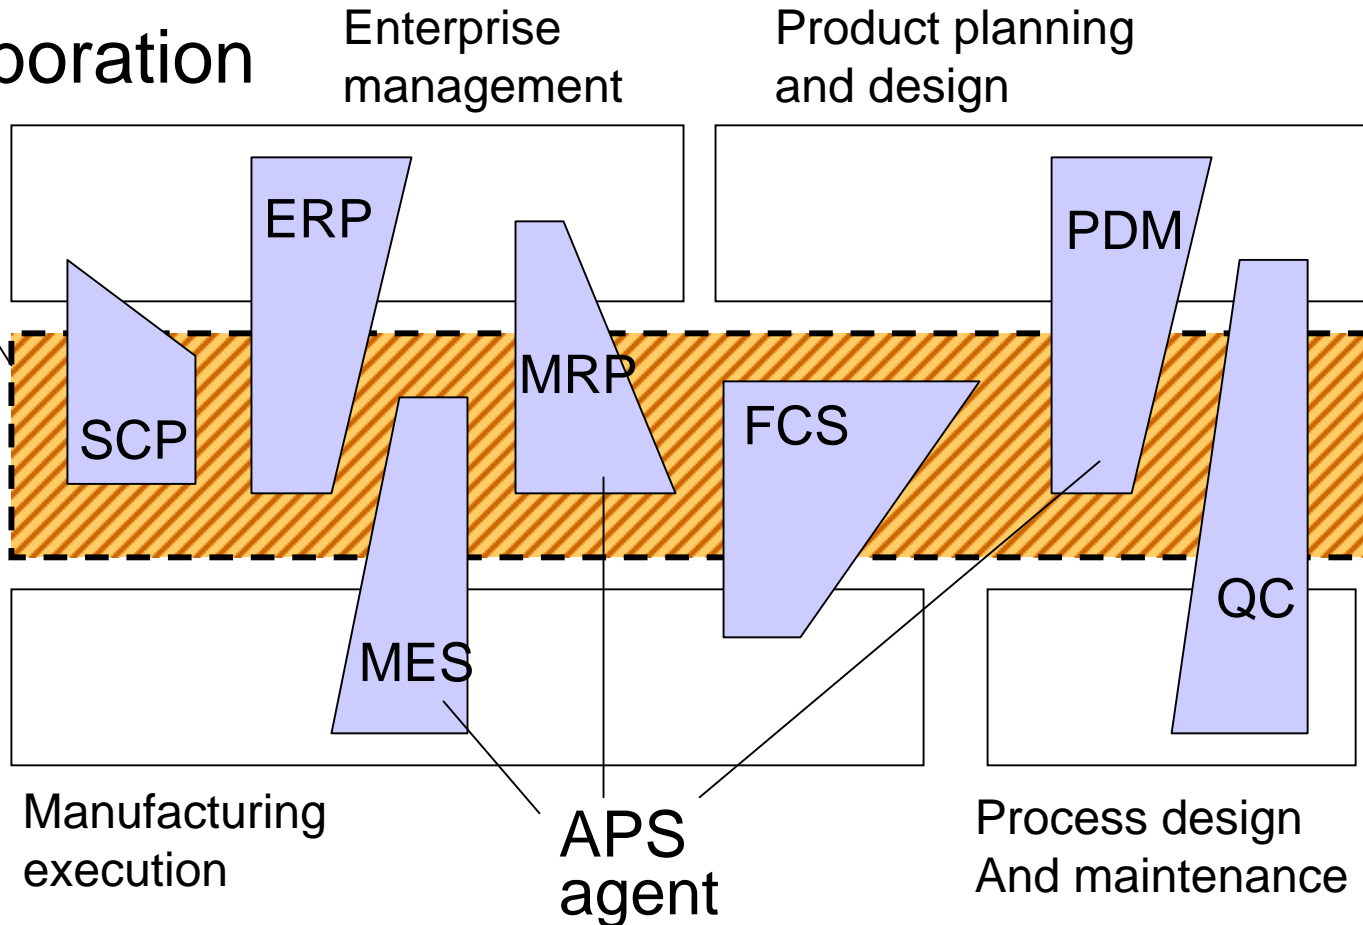 poration
Enterprise
management
Product planning
and design
ERP
PDM
MRP
SCP
FCS
QC
MES
Manufacturing
execution
APS
agent
Process design
And maintenance